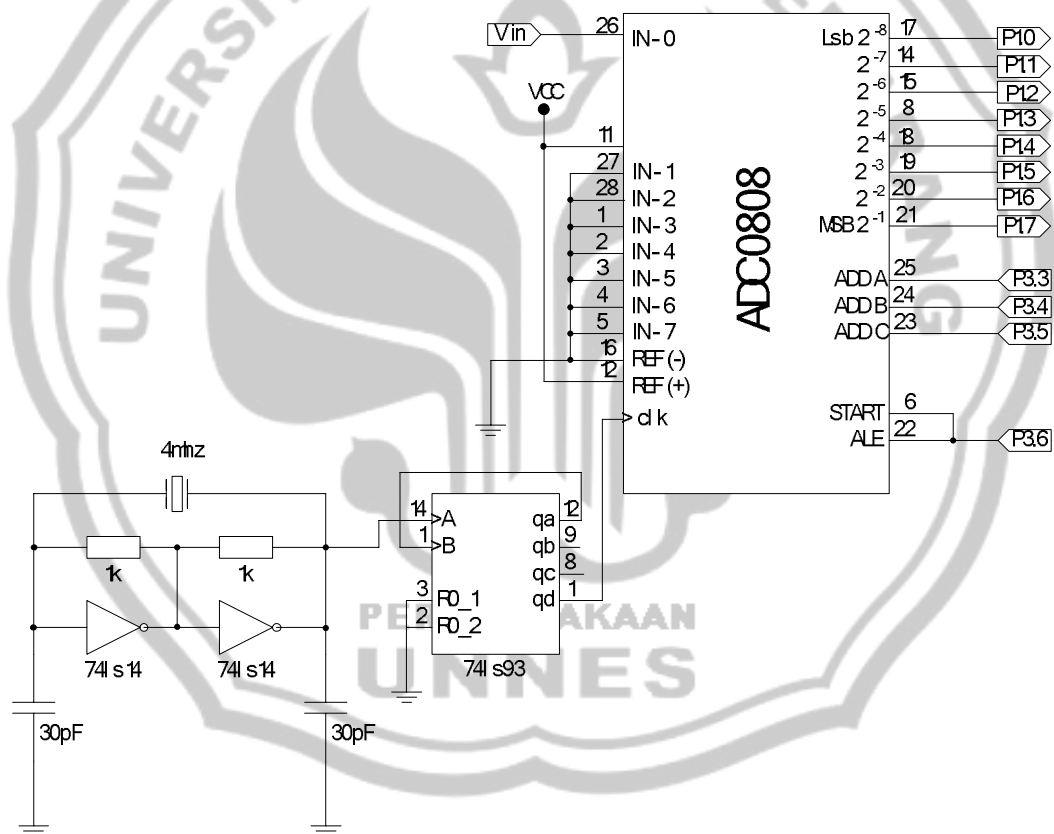 Vin
26
IN-0
VCC
11
27
IN-1
28
IN-2
1
IN-3
2
IN-4
3
IN-5
4
IN-6
5
IN-7
16
REF(-)
12
REF(+)
clk
ADC0808
Lsb 2-8
17
P1.0
2-7
14
P1.1
2-6
15
P1.2
2-5
8
P1.3
2-4
18
P1.4
2-3
19
P1.5
2-2
20
P1.6
MSB 2-1
21
P1.7
ADD A
25
P3.3
ADD B
24
P3.4
ADD C
23
P3.5
START
6
ALE
22
P3.6
4mhz
1k
1k
74ls14
74ls14
30pF
30pF
14
A
1
B
3
R0_1
2
R0_2
qa
12
qb
9
qc
8
qd
1
74ls93
UNNES